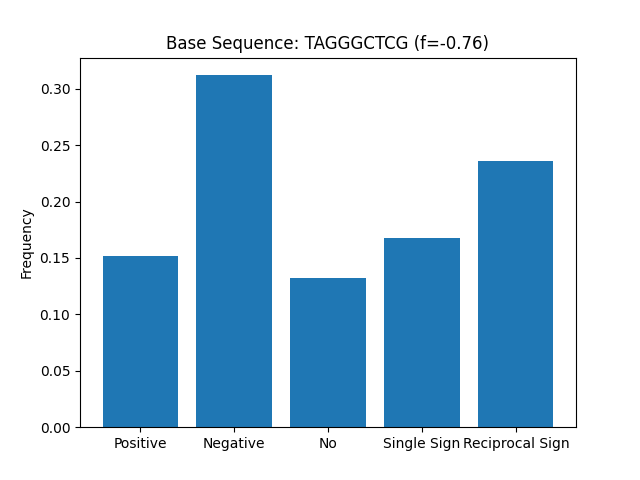 Base Sequence: TAGGGCTCG (f=-0.76)
Frequency
0.30
0.25
0.20
0.15
0.10
0.05
0.00
Positive Negative No Single Sign Reciprocal Sign